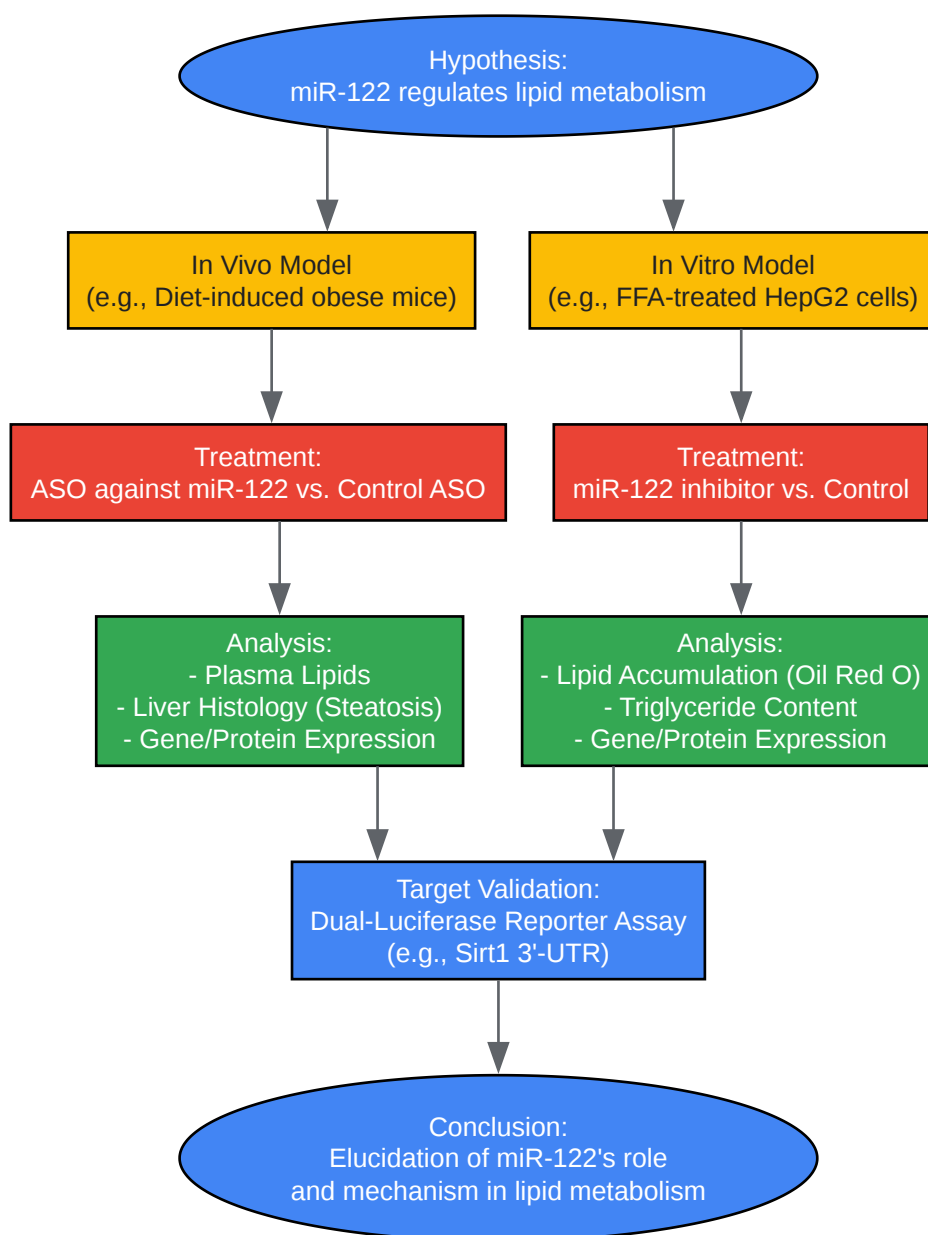 Hypothesis:
miR-122 regulates lipid metabolism
In Vivo Model
(e.g., Diet-induced obese mice)
In Vitro Model
(e.g., FFA-treated HepG2 cells)
Treatment:
ASO against miR-122 vs. Control ASO
Treatment:
miR-122 inhibitor vs. Control
Analysis:
- Plasma Lipids
- Liver Histology (Steatosis)
- Gene/Protein Expression
Analysis:
- Lipid Accumulation (Oil Red O)
- Triglyceride Content
- Gene/Protein Expression
Target Validation:
Dual-Luciferase Reporter Assay
(e.g., Sirt1 3'-UTR)
Conclusion:
Elucidation of miR-122's role
and mechanism in lipid metabolism